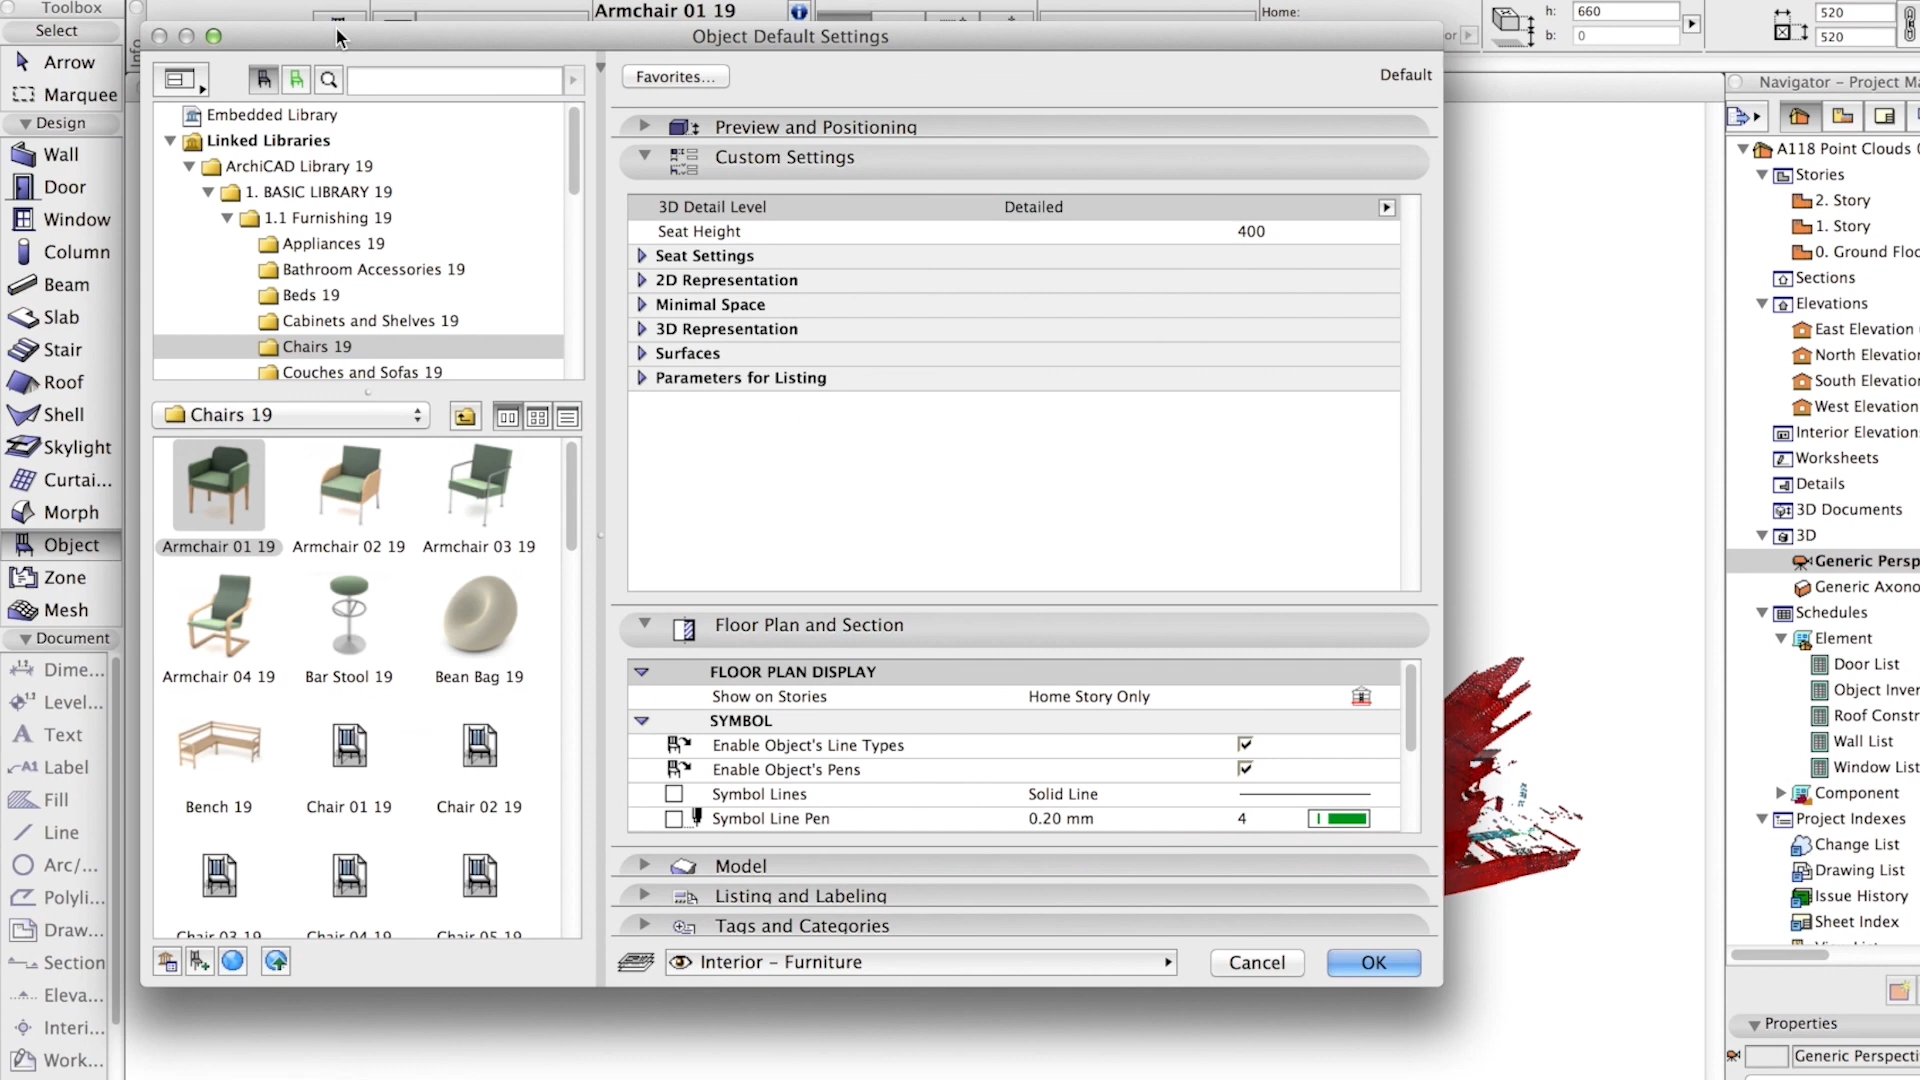 Toolbox
Select
Arrow
Marquee
Design
Wall
Door
Window
Column
Beam
Slab
Stair
Roof
Shell
Skylight
Curtai...
Morph
Object
Zone
Mesh
Document
Dime...
Level...
Text
Label
Fill
Line
Arc/...
Polyli...
Draw...
Section
Eleva...
Interi...
Work...
Armchair 01 19
Home:
h:
660
b:
0
520
520
Object Default Settings
Embedded Library
Linked Libraries
ArchiCAD Library 19
1. BASIC LIBRARY 19
1.1 Furnishing 19
Appliances 19
Bathroom Accessories 19
Beds 19
Cabinets and Shelves 19
Chairs 19
Couches and Sofas 19
Chairs 19
Armchair 01 19
Armchair 02 19
Armchair 03 19
Armchair 04 19
Bar Stool 19
Bean Bag 19
Bench 19
Chair 01 19
Chair 02 19
Chair 03 19
Chair 04 19
Chair 05 19
Favorites...
Default
Preview and Positioning
Custom Settings
3D Detail Level
Detailed
Seat Height
400
Seat Settings
2D Representation
Minimal Space
3D Representation
Surfaces
Parameters for Listing
Floor Plan and Section
FLOOR PLAN DISPLAY
Show on Stories
Home Story Only
SYMBOL
Enable Object's Line Types
Enable Object's Pens
Symbol Lines
Solid Line
Symbol Line Pen
0.20 mm
4
Model
Listing and Labeling
Tags and Categories
Interior - Furniture
Cancel
OK
Navigator - Project Ma
A118 Point Clouds
Stories
2. Story
1. Story
0. Ground Floo
Sections
Elevations
East Elevation
North Elevatio
South Elevatio
West Elevation
Interior Elevations
Worksheets
Details
3D Documents
3D
Generic Persp
Generic Axono
Schedules
Element
Door List
Object Inver
Roof Constr
Wall List
Window List
Component
Project Indexes
Change List
Drawing List
Issue History
Sheet Index
Properties
Generic Perspecti